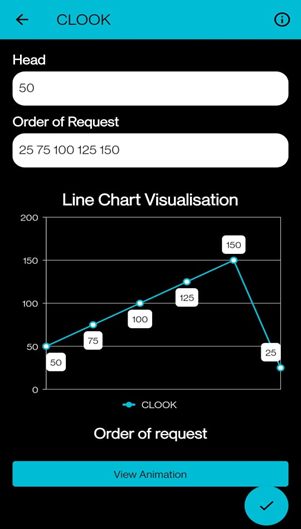 CLOOK
Head
50
Order of Request
25 75 100 125 150
Line Chart Visualisation
200
150
100
50
0
50
75
100
125
150
25
CLOOK
Order of request
View Animation